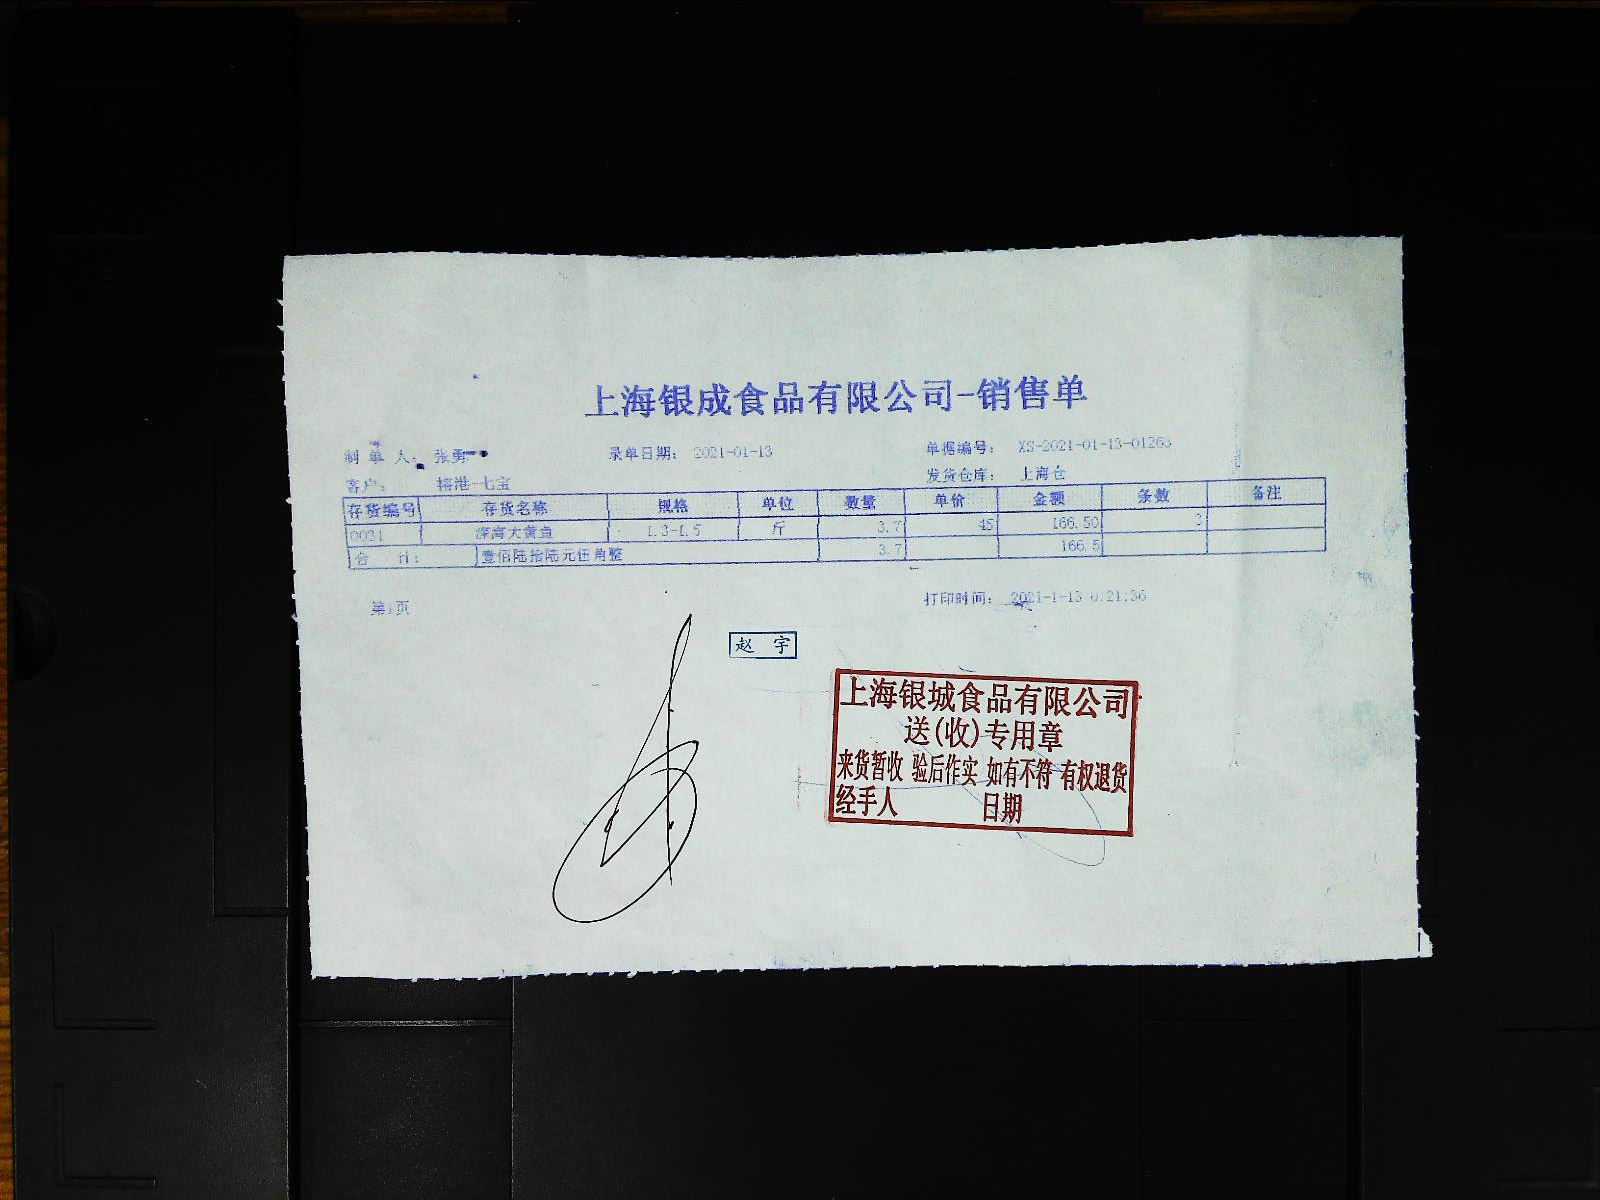 上海银成食品有限公司-销售单
制 单 人: 张勇 录单日期: 2021-01-13 单据编号: XS-2021-01-13-01263
客户: 港-七宝 发货仓库: 上海仓
存货编号 存货名称 规格 单位 数量 单价 金额 条数 备注
0031 深海大黄鱼 1.3-1.5 斤 3.7 45 166.50 3
合 计: 壹佰陆拾陆元伍角整 3.7 166.5
第1页 打印时间: 2021-1-13 0:21:36
赵 宇
上海银城食品有限公司
送(收)专用章
来货暂收 验后作实 如有不符 有权退货
经手人 日期